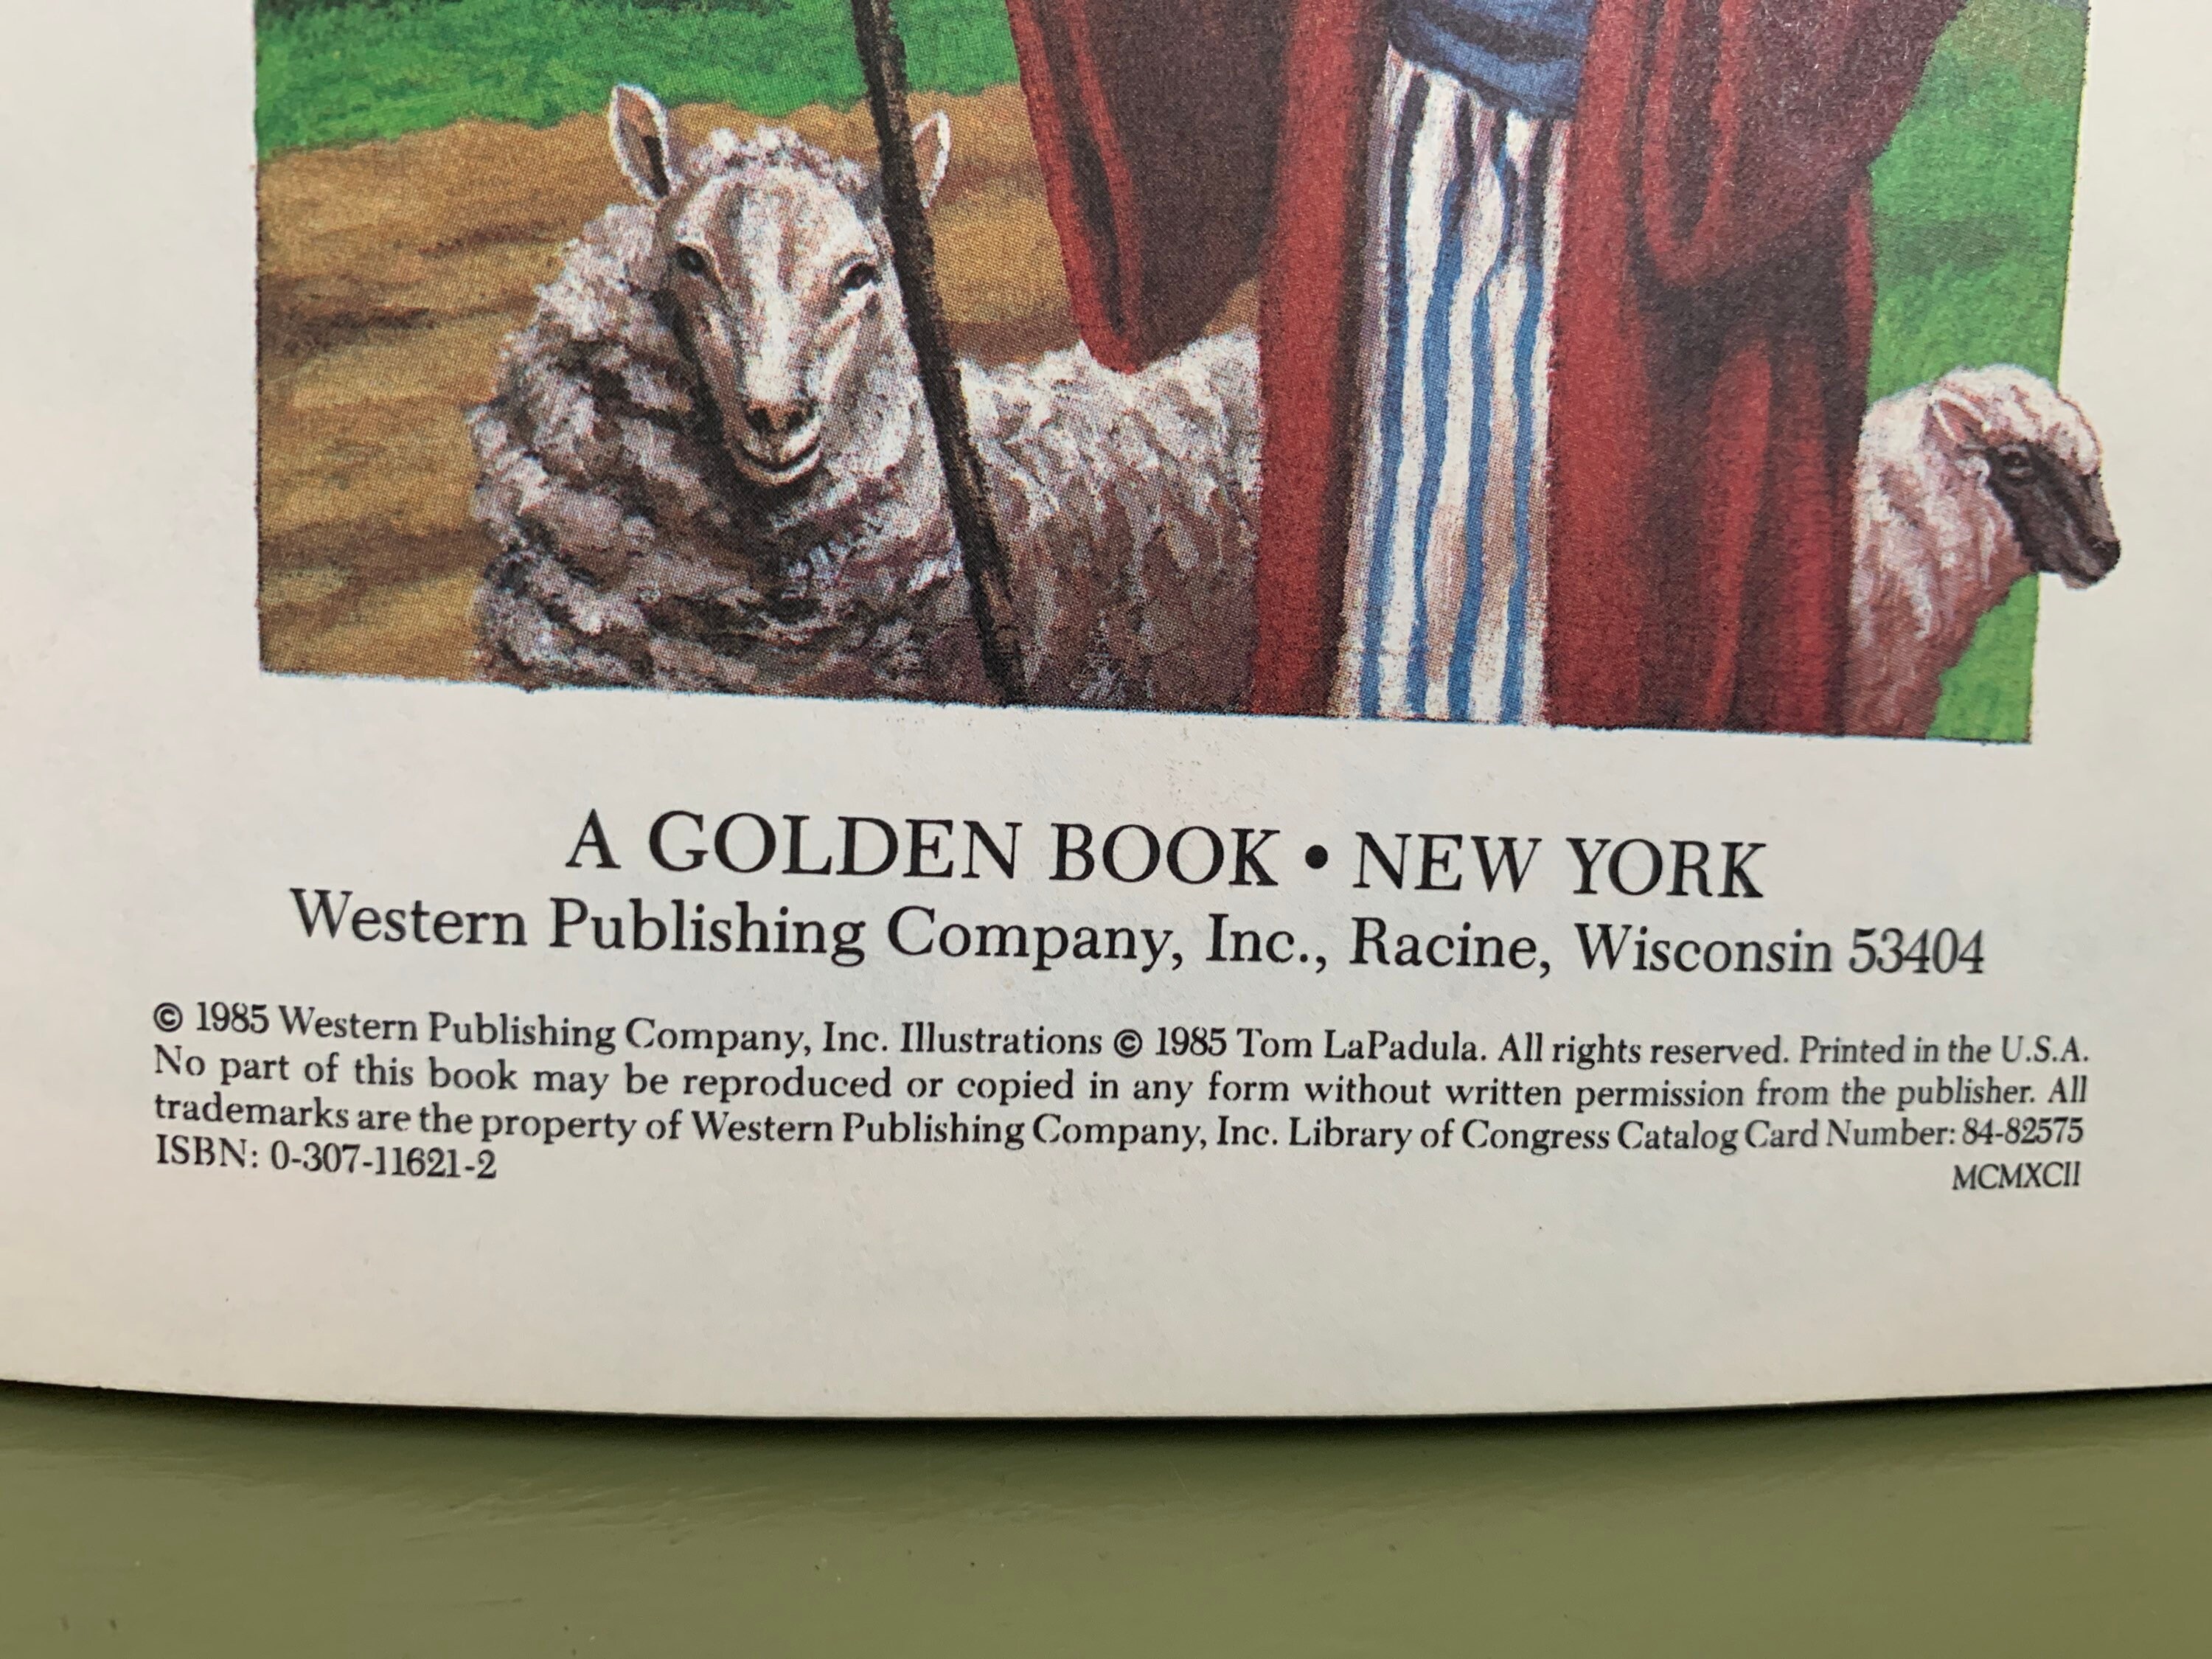 A GOLDEN BOOK • NEW YORK
Western Publishing Company, Inc., Racine, Wisconsin 53404
© 1985 Western Publishing Company, Inc. Illustrations © 1985 Tom LaPadula. All rights reserved. Printed in the U.S.A.
No part of this book may be reproduced or copied in any form without written permission from the publisher. All
trademarks are the property of Western Publishing Company, Inc. Library of Congress Catalog Card Number: 84-82575
ISBN: 0-307-11621-2
MCMXCII